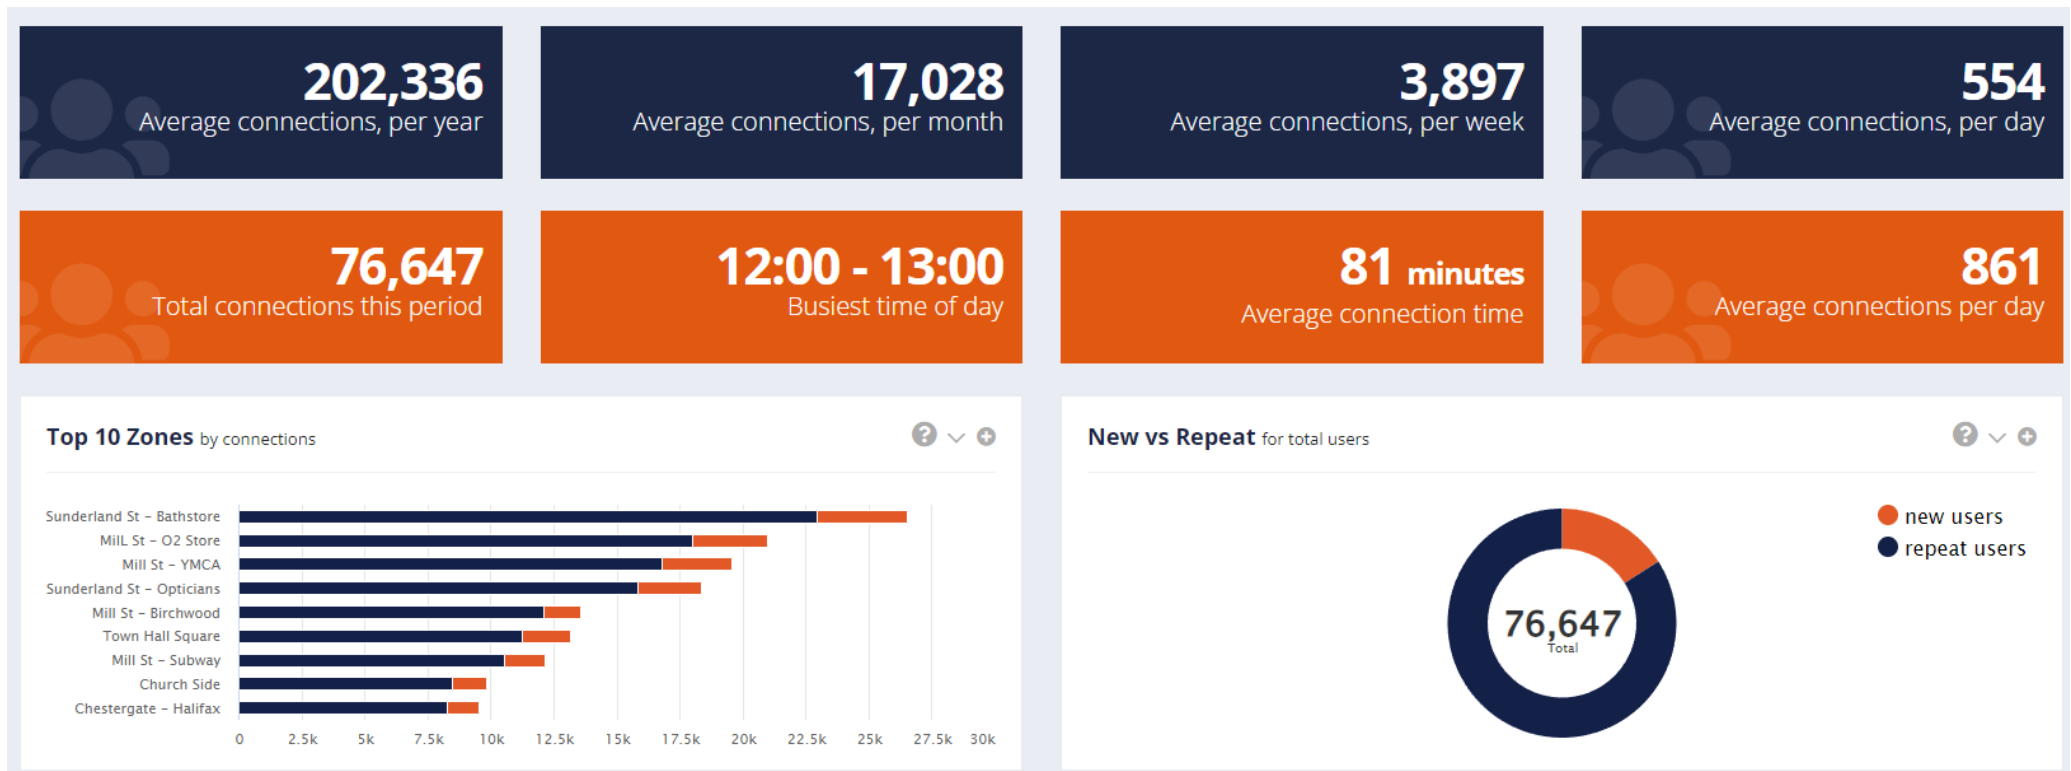 202,336
Average connections, per year
17,028
Average connections, per month
3,897
Average connections, per week
554
Average connections, per day
76,647
Total connections this period
12:00 - 13:00
Busiest time of day
81 minutes
Average connection time
861
Average connections per day
Top 10 Zones by connections
Sunderland St - Bathstore
MilL St - O2 Store
Mill St - YMCA
Sunderland St - Opticians
Mill St - Birchwood
Town Hall Square
Mill St - Subway
Church Side
Chestergate - Halifax
0 2.5k 5k 7.5k 10k 12.5k 15k 17.5k 20k 22.5k 25k 27.5k 30k
New vs Repeat for total users
new users
repeat users
76,647
Total